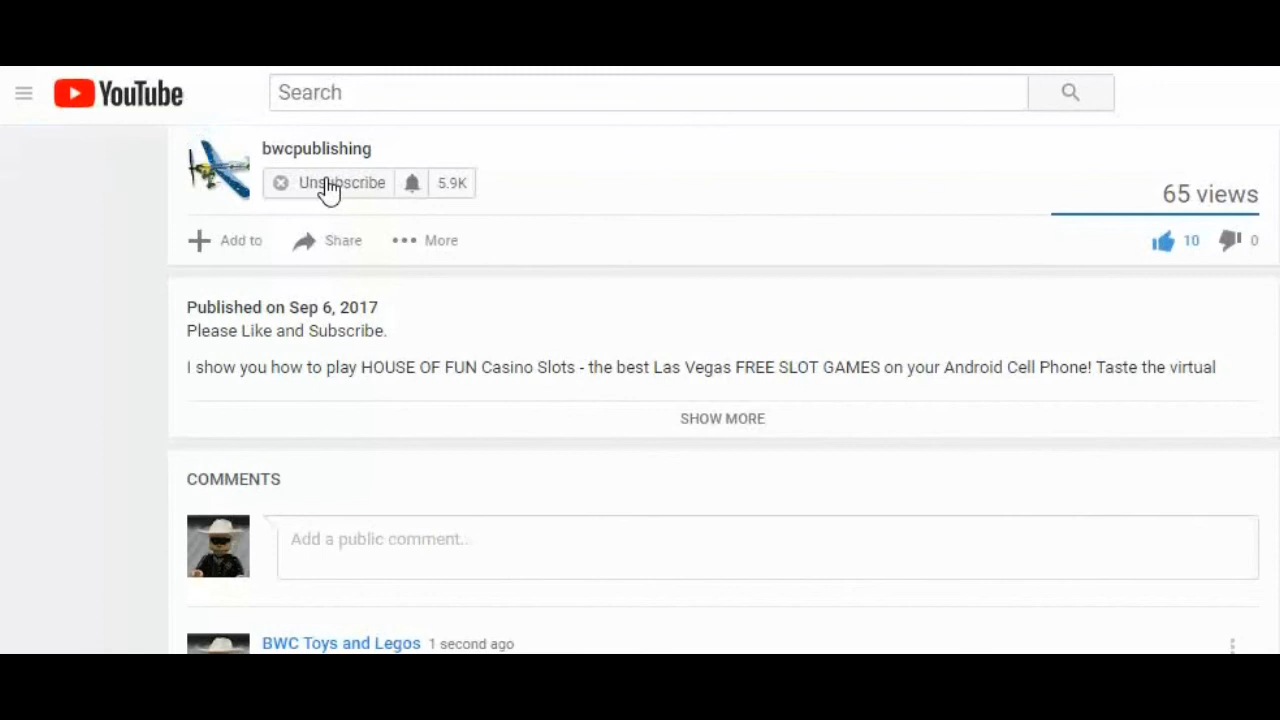 YouTube
Search
bwcpublishing
Unsubscribe 5.9K
65 views
Add to Share More
10 0
Published on Sep 6, 2017
Please Like and Subscribe.
I show you how to play HOUSE OF FUN Casino Slots - the best Las Vegas FREE SLOT GAMES on your Android Cell Phone! Taste the virtual
SHOW MORE
COMMENTS
Add a public comment...
BWC Toys and Legos 1 second ago